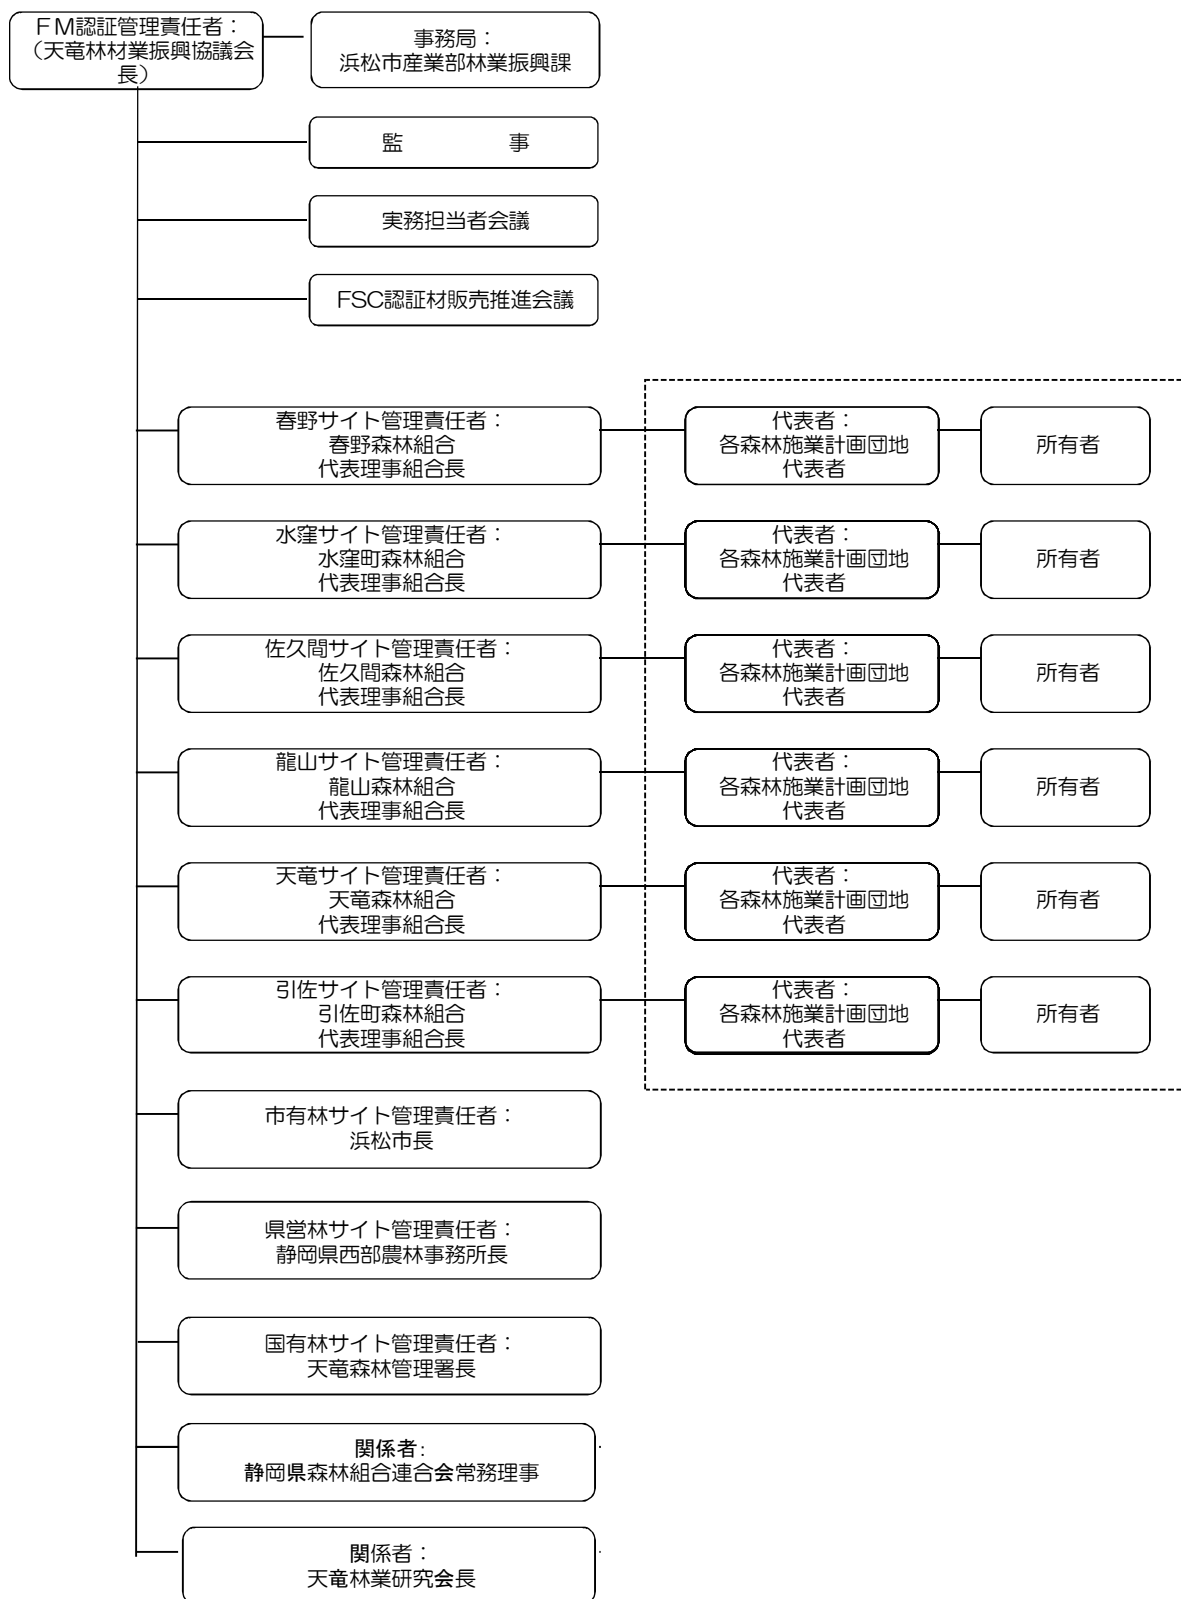 ＦＭ認証管理責任者：
（天竜林材業振興協議会
長）
事務局：
浜松市産業部林業振興課
監　　　　　事
実務担当者会議
FSC認証材販売推進会議
春野サイト管理責任者：
春野森林組合
代表理事組合長
代表者：
各森林施業計画団地
代表者
所有者
水窪サイト管理責任者：
水窪町森林組合
代表理事組合長
代表者：
各森林施業計画団地
代表者
所有者
佐久間サイト管理責任者：
佐久間森林組合
代表理事組合長
代表者：
各森林施業計画団地
代表者
所有者
龍山サイト管理責任者：
龍山森林組合
代表理事組合長
代表者：
各森林施業計画団地
代表者
所有者
天竜サイト管理責任者：
天竜森林組合
代表理事組合長
代表者：
各森林施業計画団地
代表者
所有者
引佐サイト管理責任者：
引佐町森林組合
代表理事組合長
代表者：
各森林施業計画団地
代表者
所有者
市有林サイト管理責任者：
浜松市長
県営林サイト管理責任者：
静岡県西部農林事務所長
国有林サイト管理責任者：
天竜森林管理署長
関係者：
静岡県森林組合連合会常務理事
関係者：
天竜林業研究会長